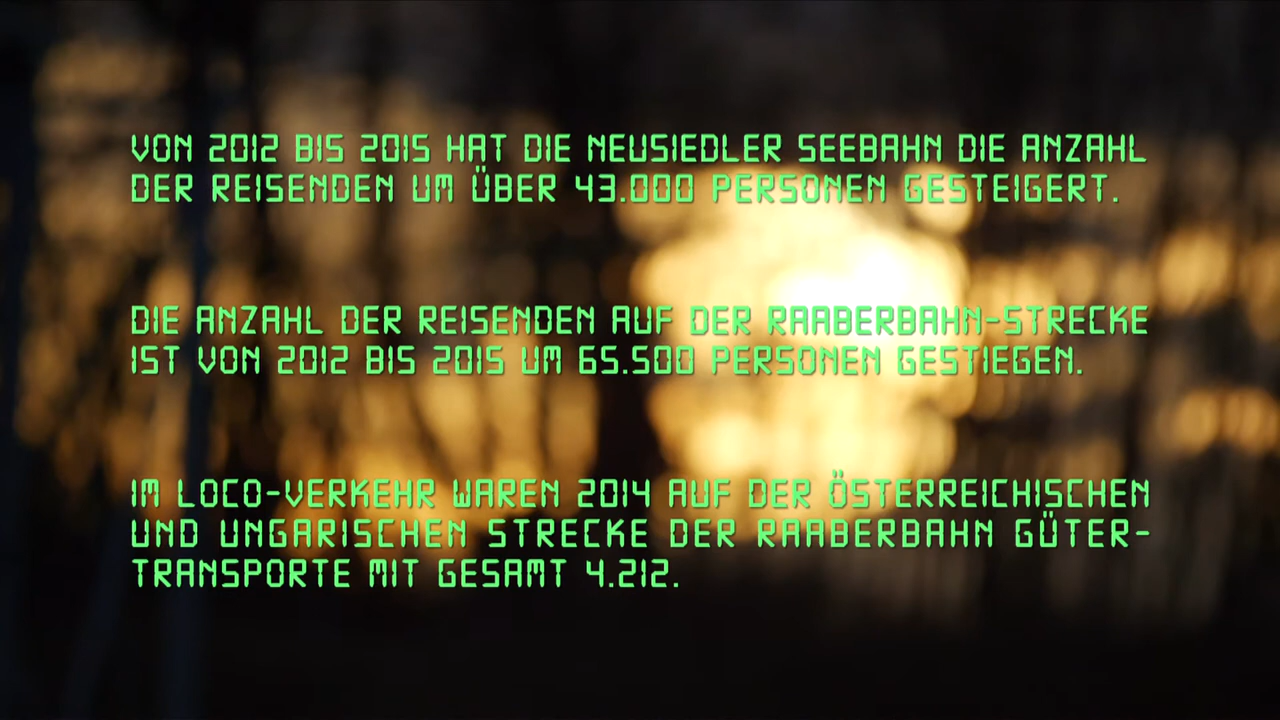 VON 2012 BIS 2015 HAT DIE NEUSIEDLER SEEBAHN DIE ANZAHL
DER REISENDEN UM ÜBER 43.000 PERSONEN GESTEIGERT.
DIE ANZAHL DER REISENDEN AUF DER RAABERBAHN-STRECKE
IST VON 2012 BIS 2015 UM 65.500 PERSONEN GESTIEGEN.
IM LOCO-VERKEHR WAREN 2014 AUF DER ÖSTERREICHISCHEN
UND UNGARISCHEN STRECKE DER RAABERBAHN GÜTER-
TRANSPORTE MIT GESAMT 4.212.